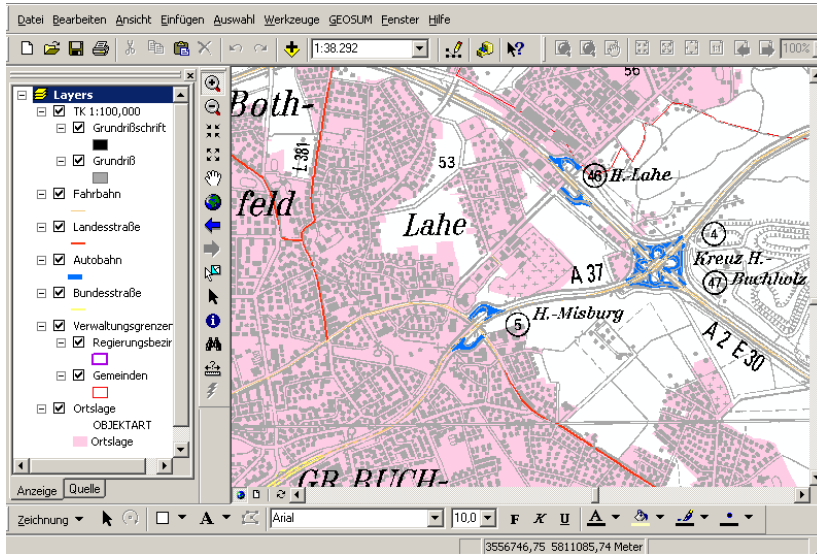 Datei Bearbeiten Ansicht Einfügen Auswahl Werkzeuge GEOSUM Fenster Hilfe
1:38.292
100%
Layers
TK 1:100,000
Grundrißschrift
Grundriß
Fahrbahn
Landesstraße
Autobahn
Bundesstraße
Verwaltungsgrenzen
Regierungsbezir
Gemeinden
Ortslage
OBJEKTART
Ortslage
Anzeige Quelle
56
Both-
L 381
53
46 H.-Lahe
feld
Lahe
4
Kreuz H.-
A 37
47 Buchholz
5 H.-Misburg
A 2 E 30
GR BUCH-
Zeichnung A Arial 10,0 F K U A
3556746,75 5811085,74 Meter